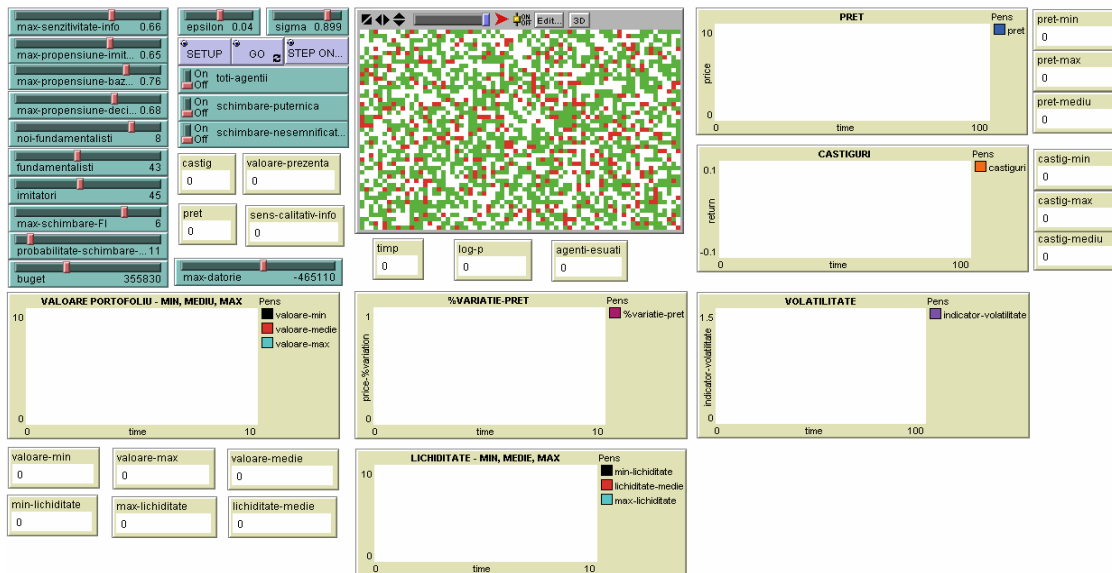 max-senzitivitate-info 0.66
max-propensiune-imit... 0.65
max-propensiune-baz... 0.76
max-propensiune-deci... 0.68
noi-fundamentalisti 8
fundamentalisti 43
imitatori 45
max-schimbare-FI 6
probabilitate-schimbare-... 11
buget 355830
epsilon 0.04
sigma 0.899
SETUP
GO
STEP ON...
On
Off
toti-agentii
On
Off
schimbare-puternica
On
Off
schimbare-nesemnificat...
castig
0
valoare-prezenta
0
pret
0
sens-calitativ-info
0
max-datorie -465110
ON
OFF
Edit...
3D
timp
0
log-p
0
agenti-esuati
0
PRET
Pens
pret
10
price
0
0
time
100
pret-min
0
pret-max
0
pret-mediu
0
CASTIGURI
Pens
castiguri
0.1
return
-0.1
castig-min
0
castig-max
0
castig-mediu
0
VALOARE PORTOFOLIU - MIN, MEDIU, MAX
Pens
valoare-min
valoare-medie
valoare-max
10
0
0
time
10
%VARIATIE-PRET
Pens
%variatie-pret
1
price-%variation
0
0
time
10
VOLATILITATE
Pens
indicator-volatilitate
1.5
indicator-volatilitate
0
0
time
100
valoare-min
0
valoare-max
0
valoare-medie
0
min-lichiditate
0
max-lichiditate
0
lichiditate-medie
0
LICHIDITATE - MIN, MEDIE, MAX
Pens
min-lichiditate
lichiditate-medie
max-lichiditate
10
0
0
time
10